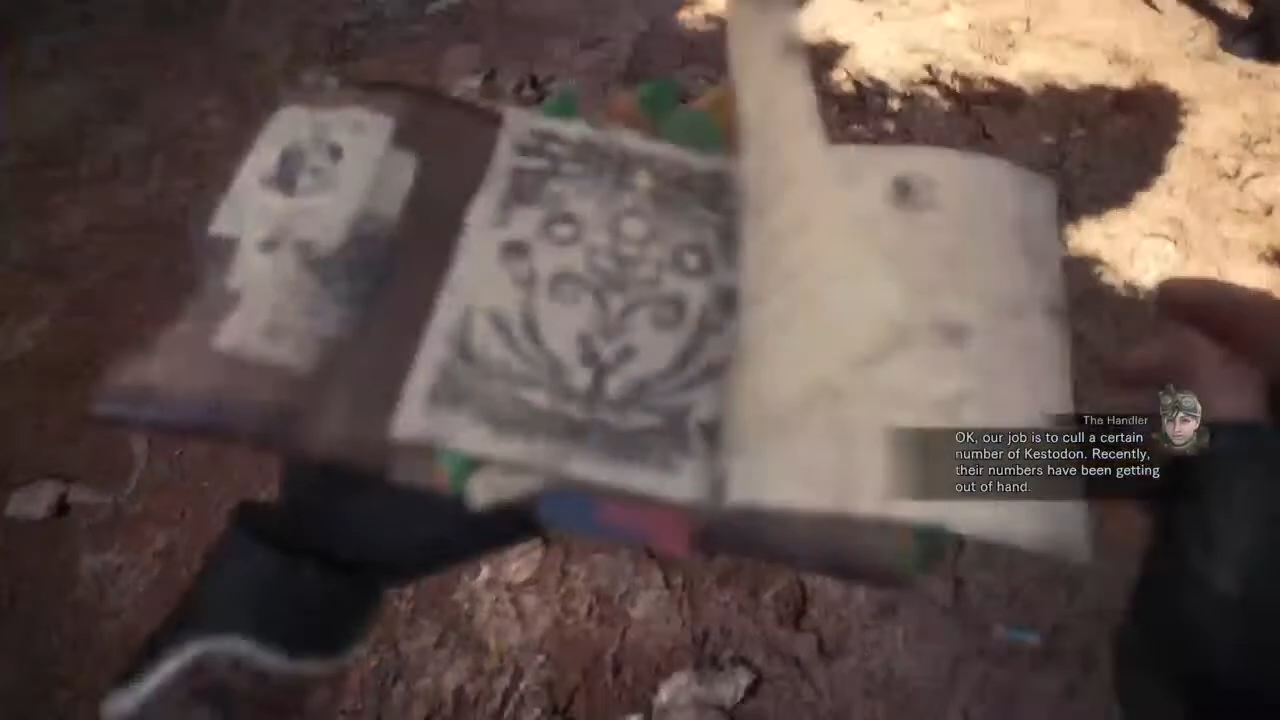 The Handler
OK, our job is to cull a certain
number of Kestodon. Recently,
their numbers have been getting
out of hand.